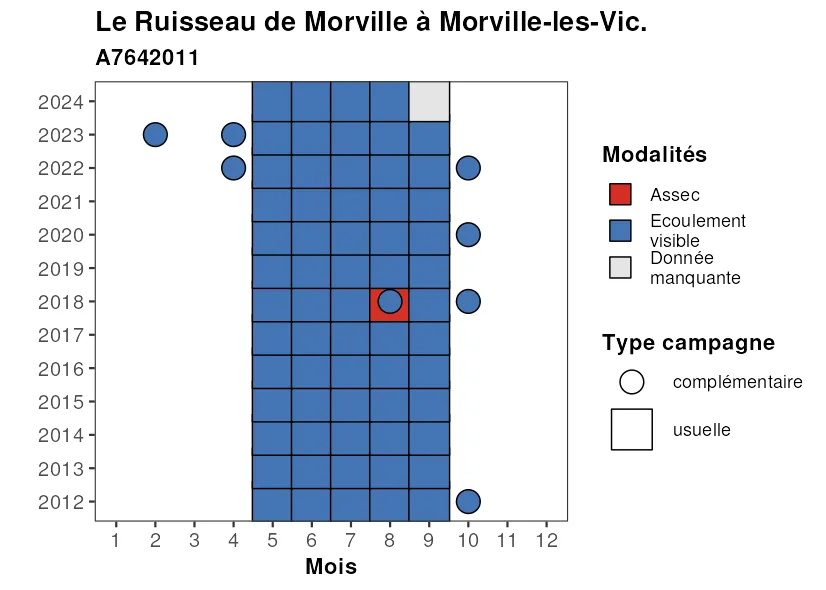 Le Ruisseau de Morville à Morville-les-Vic.
A7642011
2024
2023
2022
2021
2020
2019
2018
2017
2016
2015
2014
2013
2012
1 2 3 4 5 6 7 8 9 10 11 12
Mois
Modalités
Assec
Ecoulement
visible
Donnée
manquante
Type campagne
complémentaire
usuelle